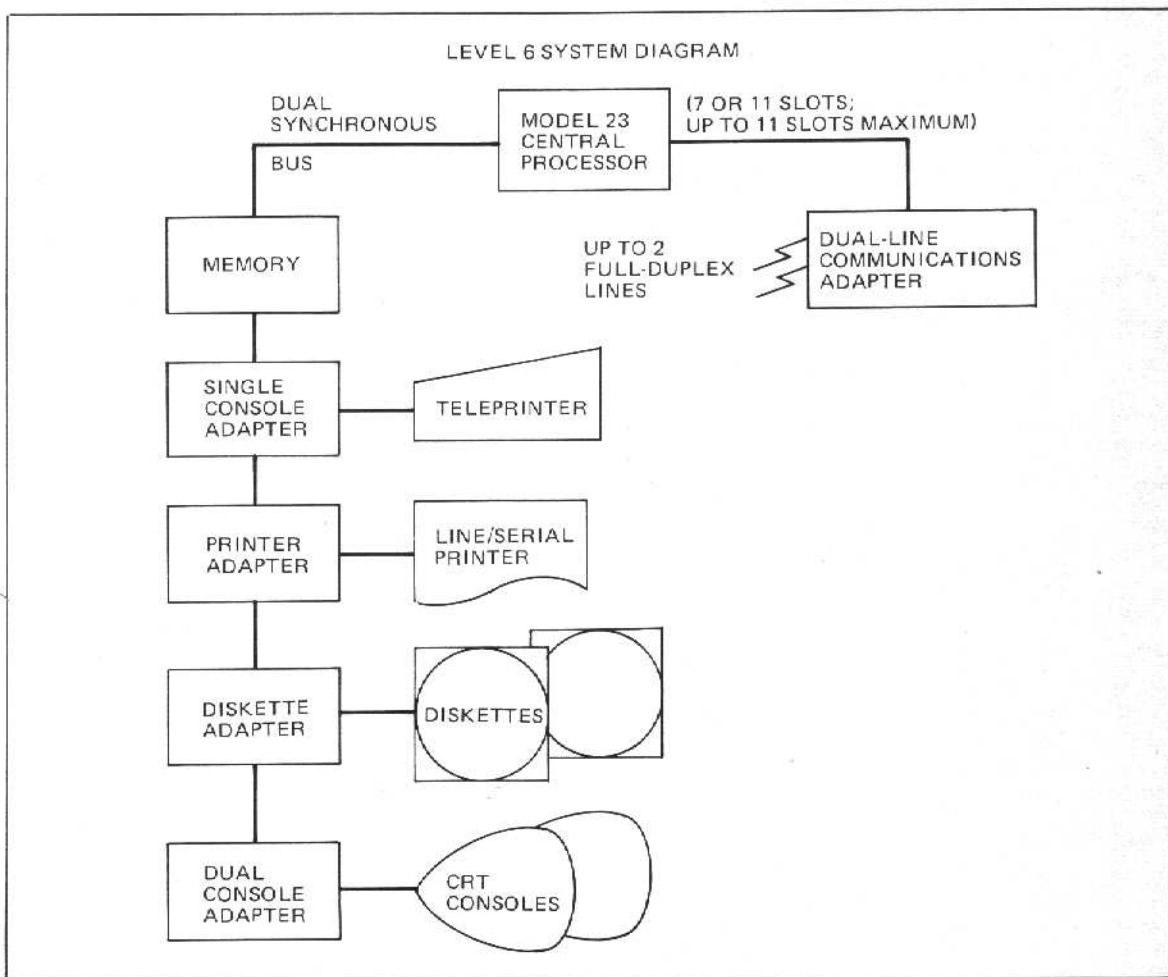 LEVEL 6 SYSTEM DIAGRAM
DUAL
SYNCHRONOUS
BUS
MODEL 23
CENTRAL
PROCESSOR
(7 OR 11 SLOTS;
UP TO 11 SLOTS MAXIMUM)
MEMORY
UP TO 2
FULL-DUPLEX
LINES
DUAL-LINE
COMMUNICATIONS
ADAPTER
SINGLE
CONSOLE
ADAPTER
TELEPRINTER
PRINTER
ADAPTER
LINE/SERIAL
PRINTER
DISKETTE
ADAPTER
DISKETTES
DUAL
CONSOLE
ADAPTER
CRT
CONSOLES